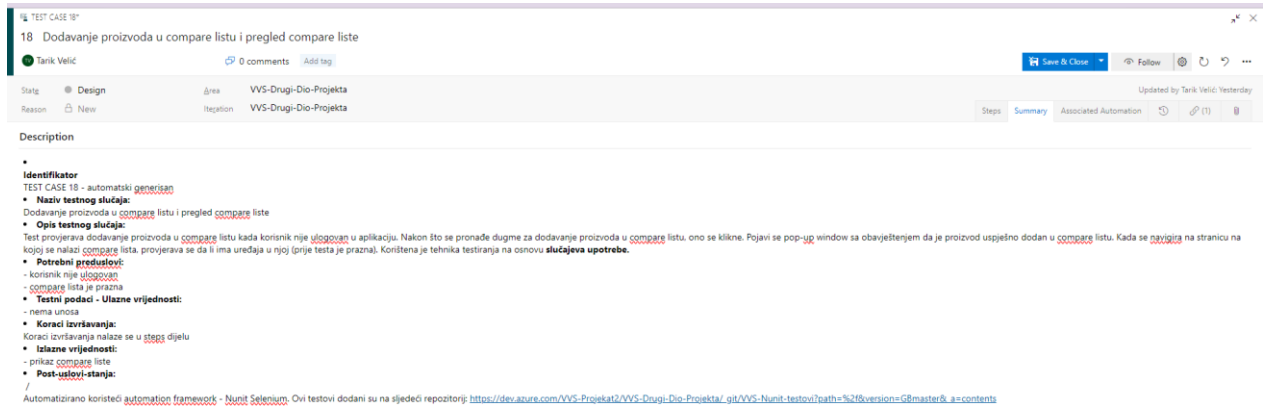 TEST CASE 18*
18 Dodavanje proizvoda u compare listu i pregled compare liste
TV Tarik Velić 0 comments Add tag Save & Close Follow
State Design Area VVS-Drugi-Dio-Projekta Updated by Tarik Velić: Yesterday
Reason New Iteration VVS-Drugi-Dio-Projekta Steps Summary Associated Automation (1)
Description
•
Identifikator
TEST CASE 18 - automatski generisan
• Naziv testnog slučaja:
Dodavanje proizvoda u compare listu i pregled compare liste
• Opis testnog slučaja:
Test provjerava dodavanje proizvoda u compare listu kada korisnik nije ulogovan u aplikaciju. Nakon što se pronađe dugme za dodavanje proizvoda u compare listu, ono se klikne. Pojavi se pop-up window sa obavještenjem da je proizvod uspješno dodan u compare listu. Kada se navigira na stranicu na
kojoj se nalazi compare lista, provjerava se da li ima uređaja u njoj (prije testa je prazna). Korištena je tehnika testiranja na osnovu slučajeva upotrebe.
• Potrebni preduslovi:
- korisnik nije ulogovan
- compare lista je prazna
• Testni podaci - Ulazne vrijednosti:
- nema unosa
• Koraci izvršavanja:
Koraci izvršavanja nalaze se u steps dijelu
• Izlazne vrijednosti:
- prikaz compare liste
• Post-uslovi-stanja:
/
Automatizirano koristeći automation framework - Nunit Selenium. Ovi testovi dodani su na sljedeći repozitorij: https://dev.azure.com/VVS-Projekat2/VVS-Drugi-Dio-Projekta/_git/VVS-Nunit-testovi?path=%2f&version=GBmaster&_a=contents